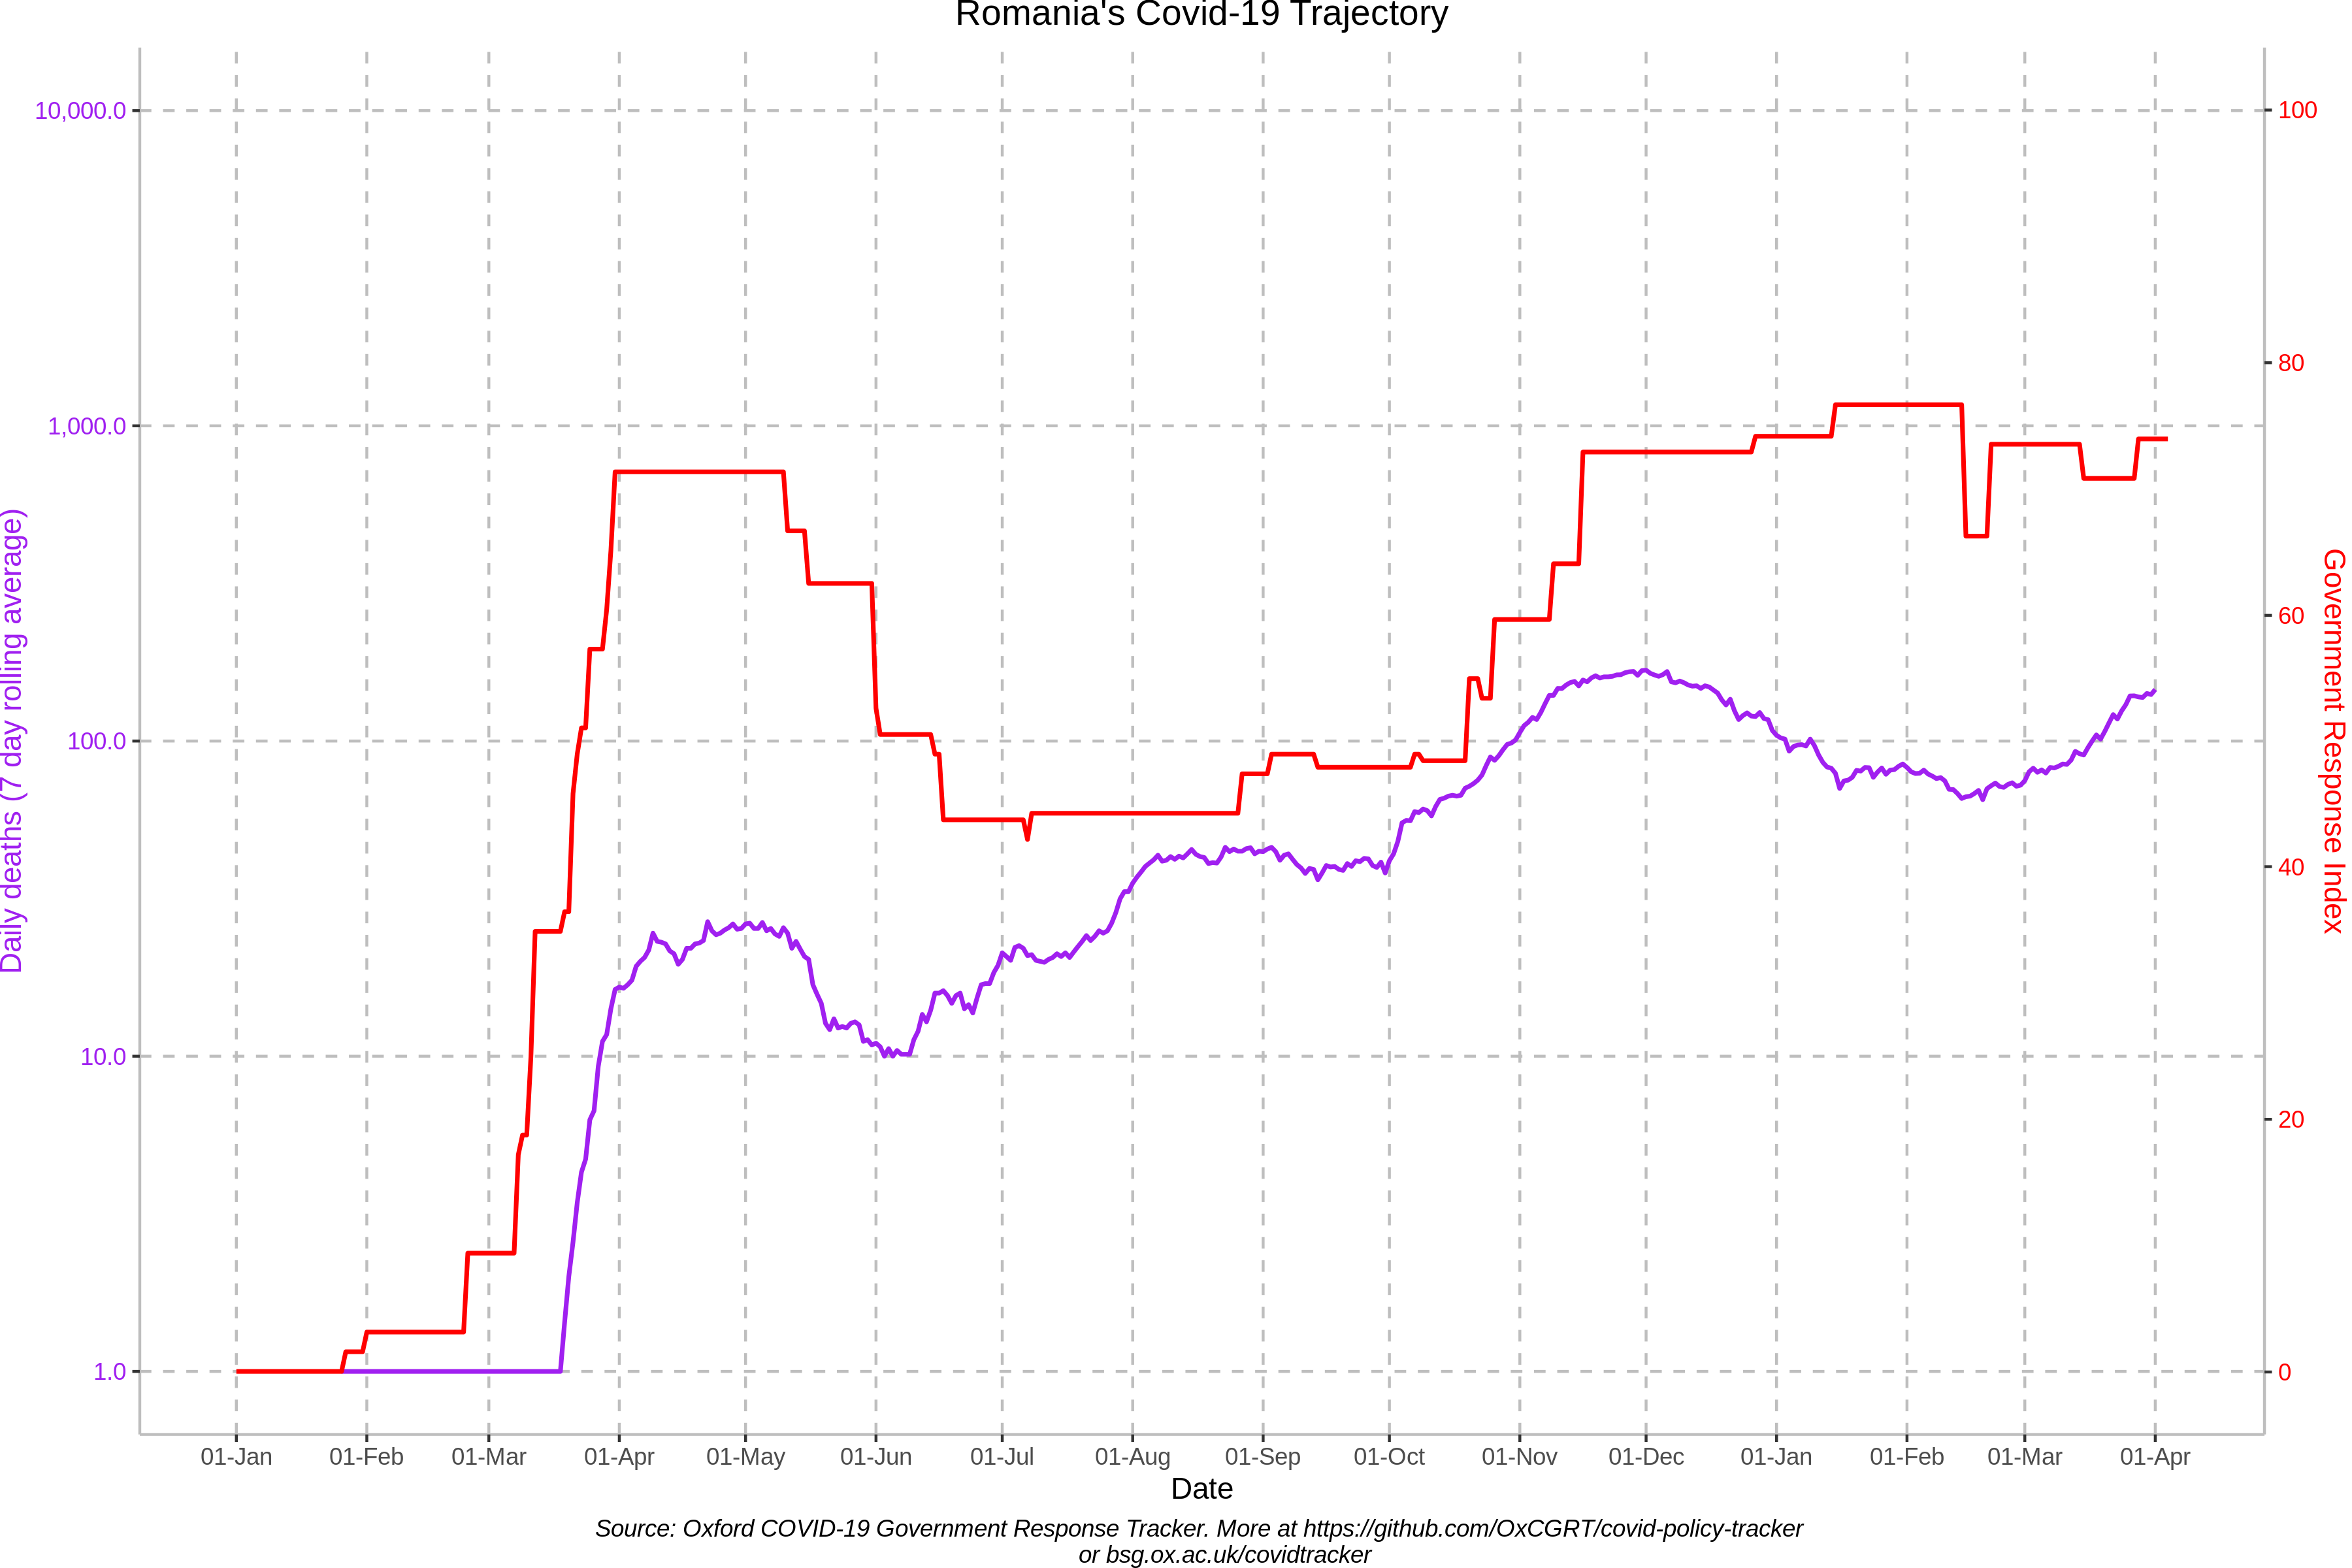 Romania's Covid-19 Trajectory
10,000.0
1,000.0
100.0
10.0
1.0
Daily deaths (7 day rolling average)
100
80
60
40
20
0
Government Response Index
01-Jan 01-Feb 01-Mar 01-Apr 01-May 01-Jun 01-Jul 01-Aug 01-Sep 01-Oct 01-Nov 01-Dec 01-Jan 01-Feb 01-Mar 01-Apr
Date
Source: Oxford COVID-19 Government Response Tracker. More at https://github.com/OxCGRT/covid-policy-tracker
or bsg.ox.ac.uk/covidtracker